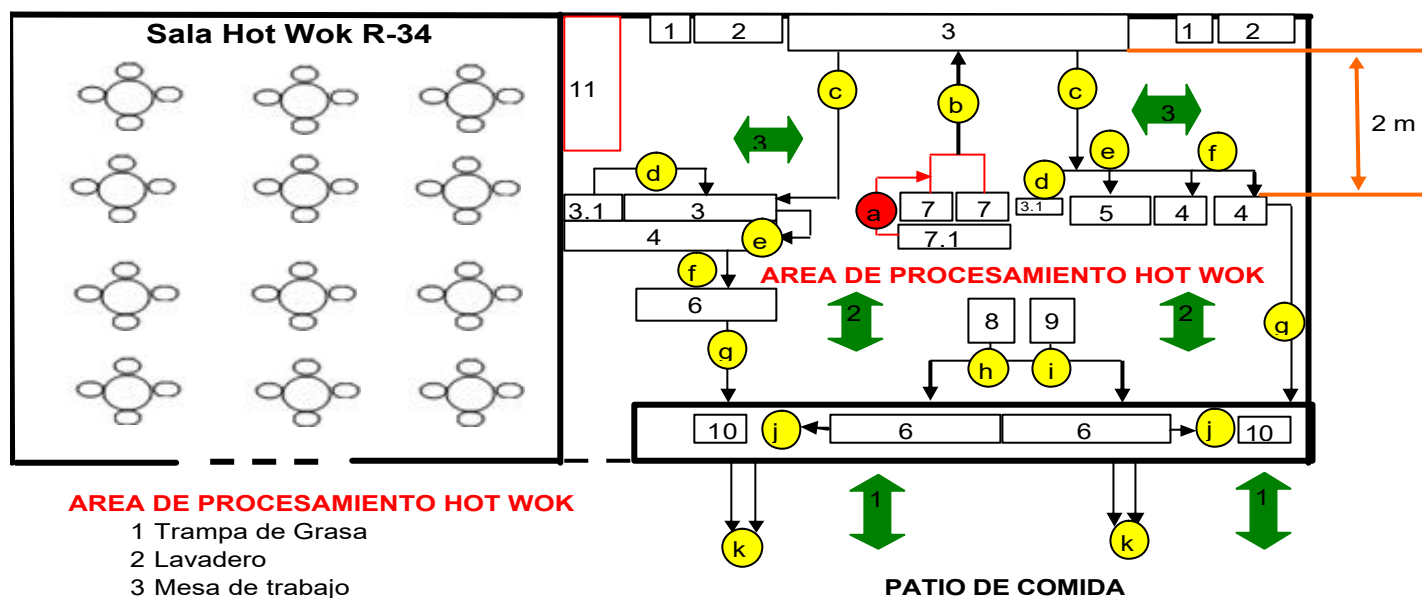 Sala Hot Wok R-34
1 2 3 1 2
11
c b c
3 3
2 m
e f
d d
3.1 3 7 7 3.1 5 4 4
a
4 e 7.1
f AREA DE PROCESAMIENTO HOT WOK
6 2 8 9 2 g
g h i
10 j 6 6 j 10
1 1
AREA DE PROCESAMIENTO HOT WOK
1 Trampa de Grasa
k k
2 Lavadero
3 Mesa de trabajo PATIO DE COMIDA